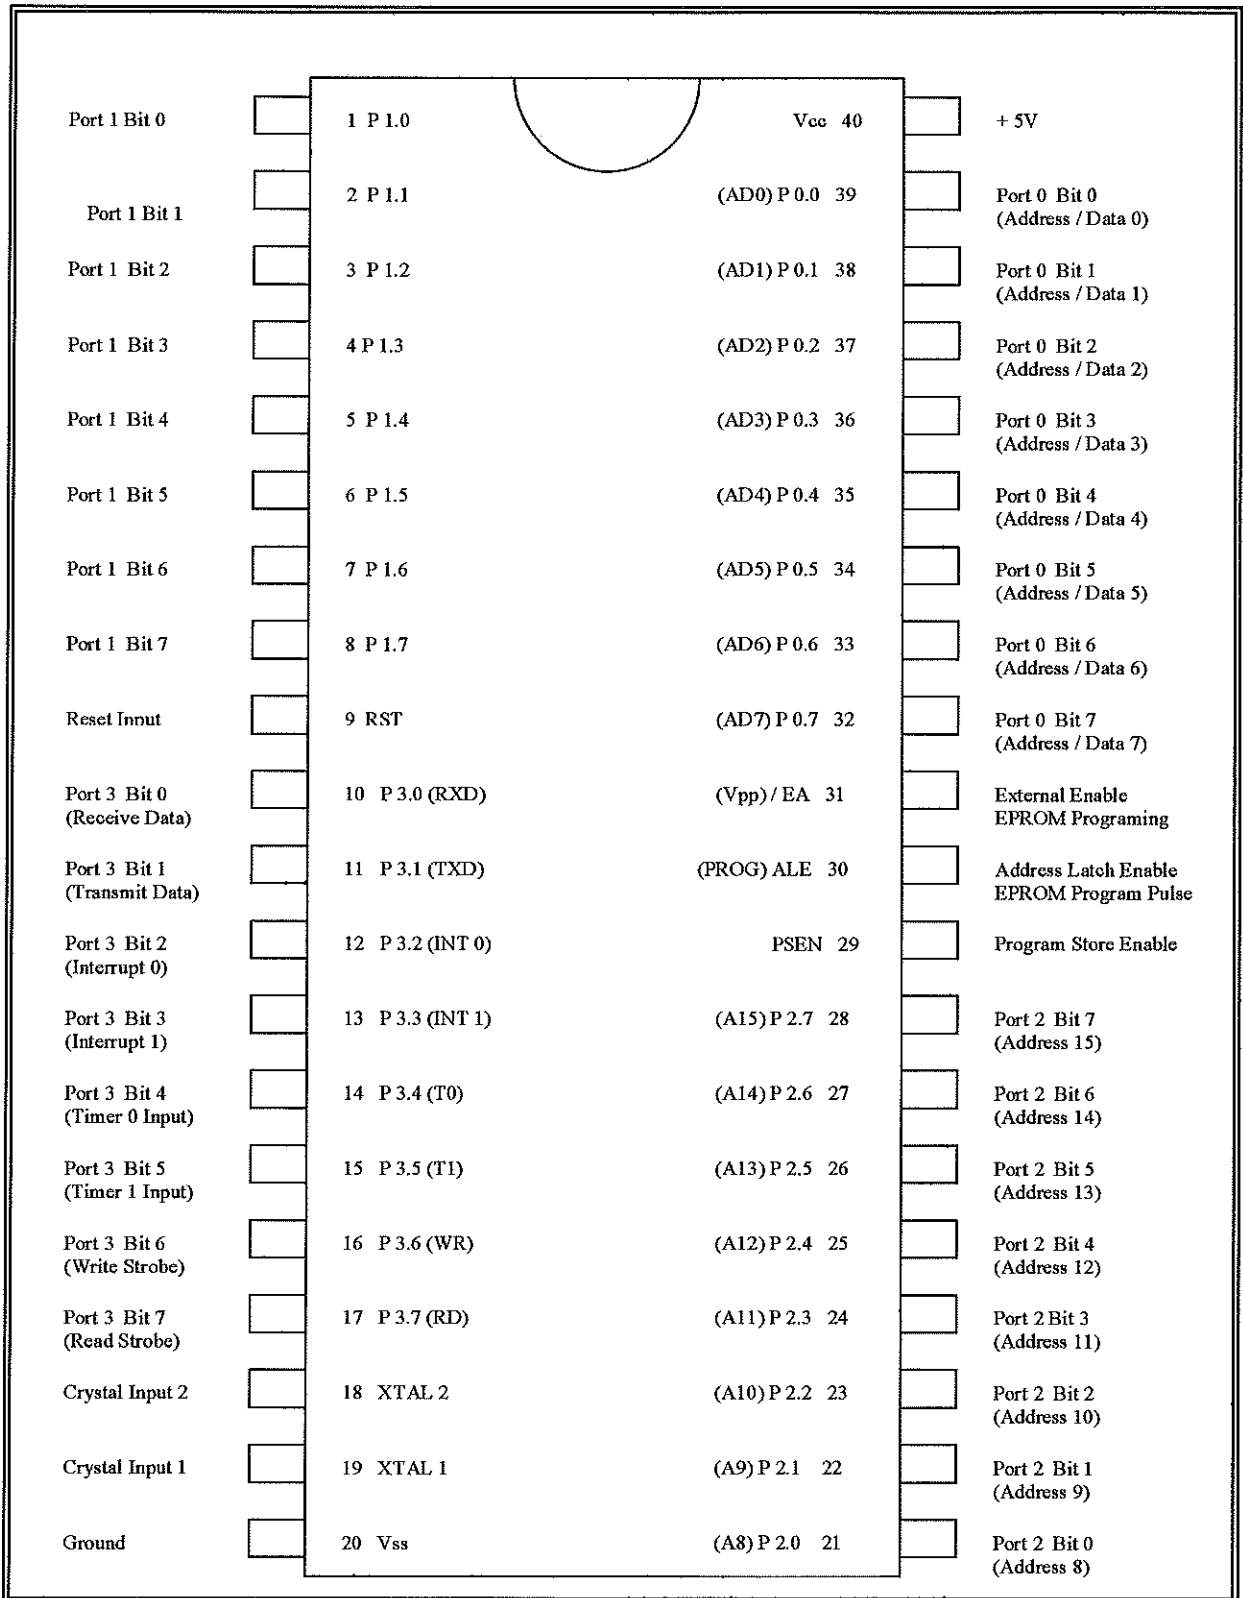 Port 1 Bit 0
1 P 1.0
Vcc 40
+ 5V
Port 1 Bit 1
2 P 1.1
(AD0) P 0.0 39
Port 0 Bit 0
(Address / Data 0)
Port 1 Bit 2
3 P 1.2
(AD1) P 0.1 38
Port 0 Bit 1
(Address / Data 1)
Port 1 Bit 3
4 P 1.3
(AD2) P 0.2 37
Port 0 Bit 2
(Address / Data 2)
Port 1 Bit 4
5 P 1.4
(AD3) P 0.3 36
Port 0 Bit 3
(Address / Data 3)
Port 1 Bit 5
6 P 1.5
(AD4) P 0.4 35
Port 0 Bit 4
(Address / Data 4)
Port 1 Bit 6
7 P 1.6
(AD5) P 0.5 34
Port 0 Bit 5
(Address / Data 5)
Port 1 Bit 7
8 P 1.7
(AD6) P 0.6 33
Port 0 Bit 6
(Address / Data 6)
Reset Innut
9 RST
(AD7) P 0.7 32
Port 0 Bit 7
(Address / Data 7)
Port 3 Bit 0
(Receive Data)
10 P 3.0 (RXD)
(Vpp) / EA 31
External Enable
EPROM Programing
Port 3 Bit 1
(Transmit Data)
11 P 3.1 (TXD)
(PROG) ALE 30
Address Latch Enable
EPROM Program Pulse
Port 3 Bit 2
(Interrupt 0)
12 P 3.2 (INT 0)
PSEN 29
Program Store Enable
Port 3 Bit 3
(Interrupt 1)
13 P 3.3 (INT 1)
(A15) P 2.7 28
Port 2 Bit 7
(Address 15)
Port 3 Bit 4
(Timer 0 Input)
14 P 3.4 (T0)
(A14) P 2.6 27
Port 2 Bit 6
(Address 14)
Port 3 Bit 5
(Timer 1 Input)
15 P 3.5 (T1)
(A13) P 2.5 26
Port 2 Bit 5
(Address 13)
Port 3 Bit 6
(Write Strobe)
16 P 3.6 (WR)
(A12) P 2.4 25
Port 2 Bit 4
(Address 12)
Port 3 Bit 7
(Read Strobe)
17 P 3.7 (RD)
(A11) P 2.3 24
Port 2 Bit 3
(Address 11)
Crystal Input 2
18 XTAL 2
(A10) P 2.2 23
Port 2 Bit 2
(Address 10)
Crystal Input 1
19 XTAL 1
(A9) P 2.1 22
Port 2 Bit 1
(Address 9)
Ground
20 Vss
(A8) P 2.0 21
Port 2 Bit 0
(Address 8)